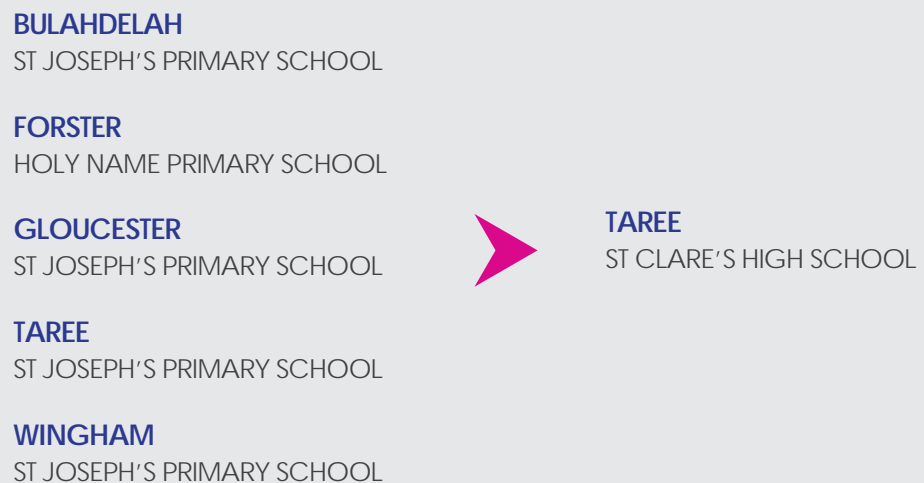 BULAHDELAH
ST JOSEPH'S PRIMARY SCHOOL
FORSTER
HOLY NAME PRIMARY SCHOOL
GLOUCESTER
ST JOSEPH'S PRIMARY SCHOOL
TAREE
ST JOSEPH'S PRIMARY SCHOOL
WINGHAM
ST JOSEPH'S PRIMARY SCHOOL
TAREE
ST CLARE'S HIGH SCHOOL